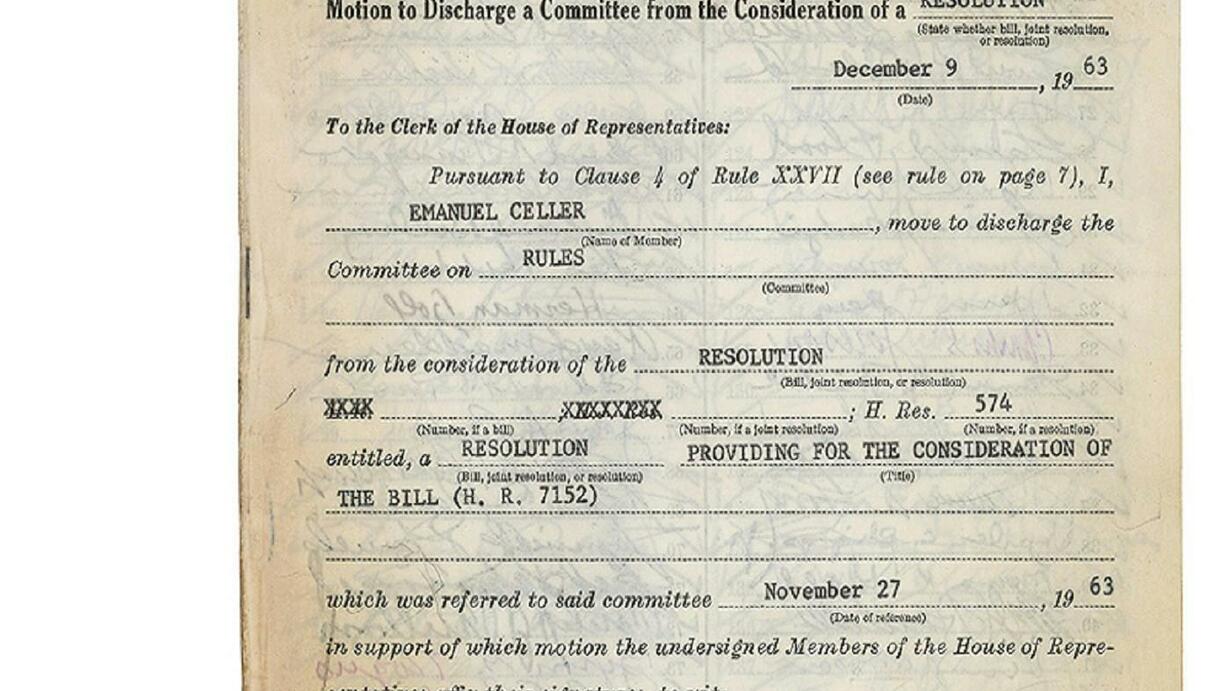 Motion to Discharge a Committee from the Consideration of a RESOLUTION
(State whether bill, joint resolution,
or resolution)
December 9, 19 63
(Date)
To the Clerk of the House of Representatives:
Pursuant to Clause 4 of Rule XXVII (see rule on page 7), I,
EMANUEL CELLER, move to discharge the
(Name of Member)
Committee on RULES
(Committee)
from the consideration of the RESOLUTION
(Bill, joint resolution, or resolution)
; H. Res. 574
(Number, if a bill) (Number, if a joint resolution) (Number, if a resolution)
entitled, a RESOLUTION PROVIDING FOR THE CONSIDERATION OF
(Bill, joint resolution, or resolution) (Title)
THE BILL (H. R. 7152)
which was referred to said committee November 27, 19 63
(Date of reference)
in support of which motion the undersigned Members of the House of Repre-